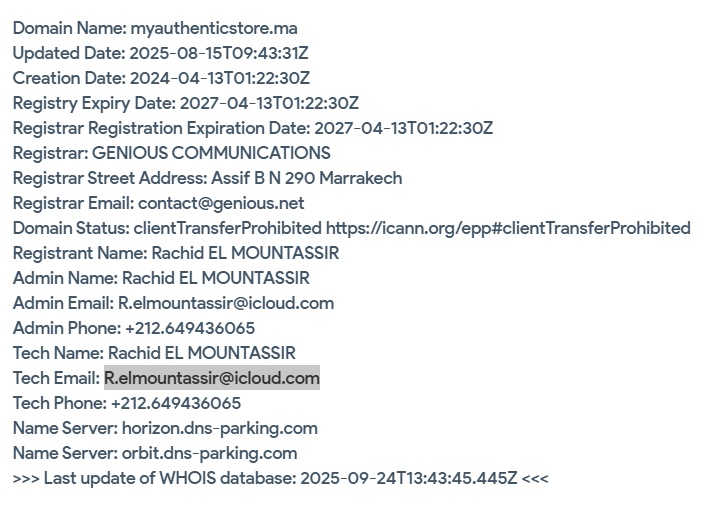 Domain Name: myauthenticstore.ma
Updated Date: 2025-08-15T09:43:31Z
Creation Date: 2024-04-13T01:22:30Z
Registry Expiry Date: 2027-04-13T01:22:30Z
Registrar Registration Expiration Date: 2027-04-13T01:22:30Z
Registrar: GENIOUS COMMUNICATIONS
Registrar Street Address: Assif B N 290 Marrakech
Registrar Email: contact@genious.net
Domain Status: clientTransferProhibited https://icann.org/epp#clientTransferProhibited
Registrant Name: Rachid EL MOUNTASSIR
Admin Name: Rachid EL MOUNTASSIR
Admin Email: R.elmountassir@icloud.com
Admin Phone: +212.649436065
Tech Name: Rachid EL MOUNTASSIR
Tech Email: R.elmountassir@icloud.com
Tech Phone: +212.649436065
Name Server: horizon.dns-parking.com
Name Server: orbit.dns-parking.com
>>> Last update of WHOIS database: 2025-09-24T13:43:45.445Z <<<